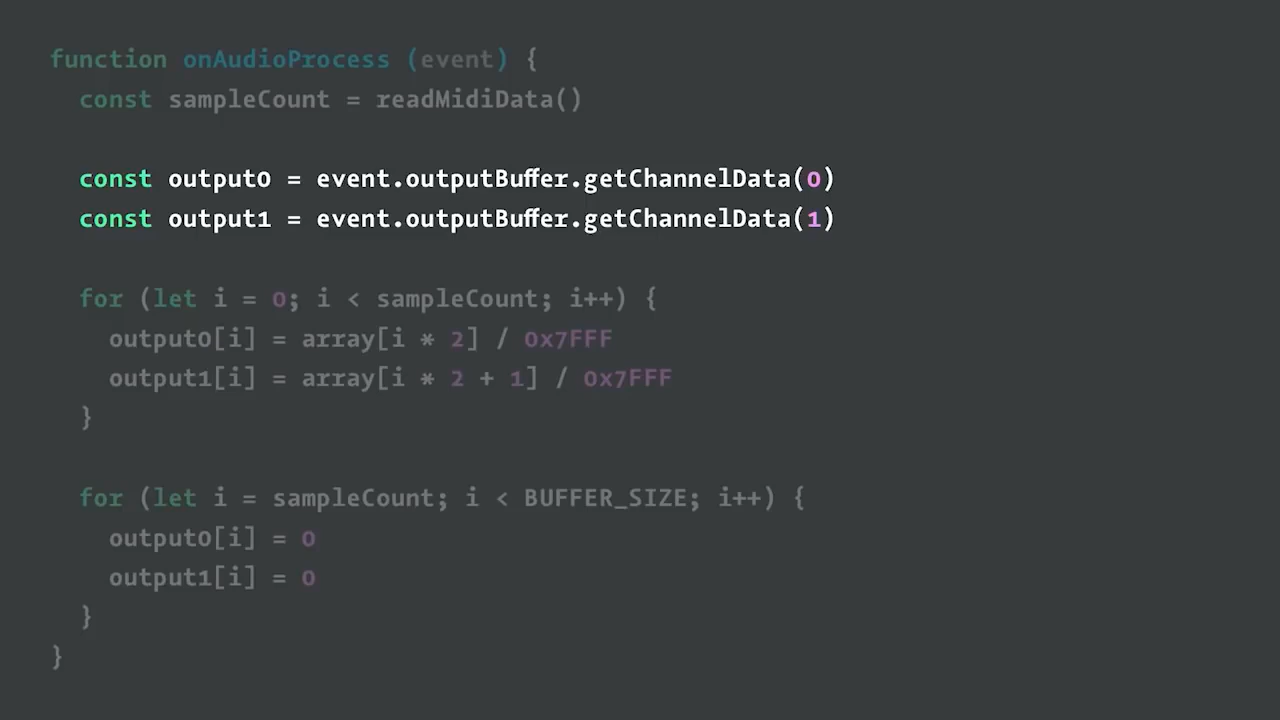 function onAudioProcess (event) {
const sampleCount = readMidiData()
const output0 = event.outputBuffer.getChannelData(0)
const output1 = event.outputBuffer.getChannelData(1)
for (let i = 0; i < sampleCount; i++) {
output0[i] = array[i * 2] / 0x7FFF
output1[i] = array[i * 2 + 1] / 0x7FFF
}
for (let i = sampleCount; i < BUFFER_SIZE; i++) {
output0[i] = 0
output1[i] = 0
}
}